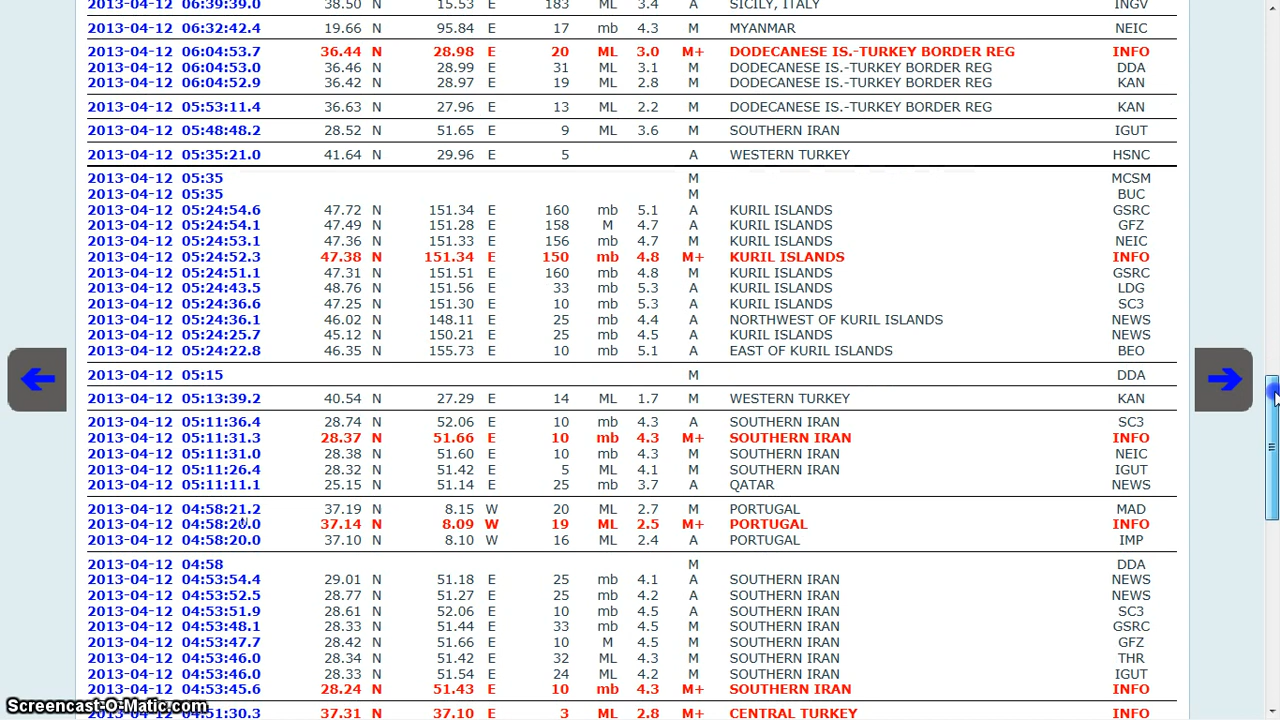 2013-04-12 06:39:39.0 38.50 N 15.53 E 183 ML 3.4 A SICILY, ITALY INGV
2013-04-12 06:32:42.4 19.66 N 95.84 E 17 mb 4.3 M MYANMAR NEIC
2013-04-12 06:04:53.7 36.44 N 28.98 E 20 ML 3.0 M+ DODECANESE IS.-TURKEY BORDER REG INFO
2013-04-12 06:04:53.0 36.46 N 28.99 E 31 ML 3.1 M DODECANESE IS.-TURKEY BORDER REG DDA
2013-04-12 06:04:52.9 36.42 N 28.97 E 19 ML 2.8 M DODECANESE IS.-TURKEY BORDER REG KAN
2013-04-12 05:53:11.4 36.63 N 27.96 E 13 ML 2.2 M DODECANESE IS.-TURKEY BORDER REG KAN
2013-04-12 05:48:48.2 28.52 N 51.65 E 9 ML 3.6 M SOUTHERN IRAN IGUT
2013-04-12 05:35:21.0 41.64 N 29.96 E 5 A WESTERN TURKEY HSNC
2013-04-12 05:35 M MCSM
2013-04-12 05:35 M BUC
2013-04-12 05:24:54.6 47.72 N 151.34 E 160 mb 5.1 A KURIL ISLANDS GSRC
2013-04-12 05:24:54.1 47.49 N 151.28 E 158 M 4.7 A KURIL ISLANDS GFZ
2013-04-12 05:24:53.1 47.36 N 151.33 E 156 mb 4.7 M KURIL ISLANDS NEIC
2013-04-12 05:24:52.3 47.38 N 151.34 E 150 mb 4.8 M+ KURIL ISLANDS INFO
2013-04-12 05:24:51.1 47.31 N 151.51 E 160 mb 4.8 M KURIL ISLANDS GSRC
2013-04-12 05:24:43.5 48.76 N 151.56 E 33 mb 5.3 A KURIL ISLANDS LDG
2013-04-12 05:24:36.6 47.25 N 151.30 E 10 mb 5.3 A KURIL ISLANDS SC3
2013-04-12 05:24:36.1 46.02 N 148.11 E 25 mb 4.4 A NORTHWEST OF KURIL ISLANDS NEWS
2013-04-12 05:24:25.7 45.12 N 150.21 E 25 mb 4.5 A KURIL ISLANDS NEWS
2013-04-12 05:24:22.8 46.35 N 155.73 E 10 mb 5.1 A EAST OF KURIL ISLANDS BEO
2013-04-12 05:15 M DDA
2013-04-12 05:13:39.2 40.54 N 27.29 E 14 ML 1.7 M WESTERN TURKEY KAN
2013-04-12 05:11:36.4 28.74 N 52.06 E 10 mb 4.3 A SOUTHERN IRAN SC3
2013-04-12 05:11:31.3 28.37 N 51.66 E 10 mb 4.3 M+ SOUTHERN IRAN INFO
2013-04-12 05:11:31.0 28.38 N 51.60 E 10 mb 4.3 M SOUTHERN IRAN NEIC
2013-04-12 05:11:26.4 28.32 N 51.42 E 5 ML 4.1 M SOUTHERN IRAN IGUT
2013-04-12 05:11:11.1 25.15 N 51.14 E 25 mb 3.7 A QATAR NEWS
2013-04-12 04:58:21.2 37.19 N 8.15 W 20 ML 2.7 M PORTUGAL MAD
2013-04-12 04:58:20.0 37.14 N 8.09 W 19 ML 2.5 M+ PORTUGAL INFO
2013-04-12 04:58:20.0 37.10 N 8.10 W 16 ML 2.4 A PORTUGAL IMP
2013-04-12 04:58 M DDA
2013-04-12 04:53:54.4 29.01 N 51.18 E 25 mb 4.1 A SOUTHERN IRAN NEWS
2013-04-12 04:53:52.5 28.77 N 51.27 E 25 mb 4.2 A SOUTHERN IRAN NEWS
2013-04-12 04:53:51.9 28.61 N 52.06 E 10 mb 4.5 A SOUTHERN IRAN SC3
2013-04-12 04:53:48.1 28.33 N 51.44 E 33 mb 4.5 M SOUTHERN IRAN GSRC
2013-04-12 04:53:47.7 28.42 N 51.66 E 10 M 4.5 M SOUTHERN IRAN GFZ
2013-04-12 04:53:46.0 28.34 N 51.42 E 32 ML 4.3 M SOUTHERN IRAN THR
2013-04-12 04:53:46.0 28.33 N 51.54 E 24 ML 4.2 M SOUTHERN IRAN IGUT
2013-04-12 04:53:45.6 28.24 N 51.43 E 10 mb 4.3 M+ SOUTHERN IRAN INFO
2013-04-12 04:51:30.3 37.31 N 37.10 E 3 ML 2.8 M+ CENTRAL TURKEY INFO
Screencast-O-Matic.com